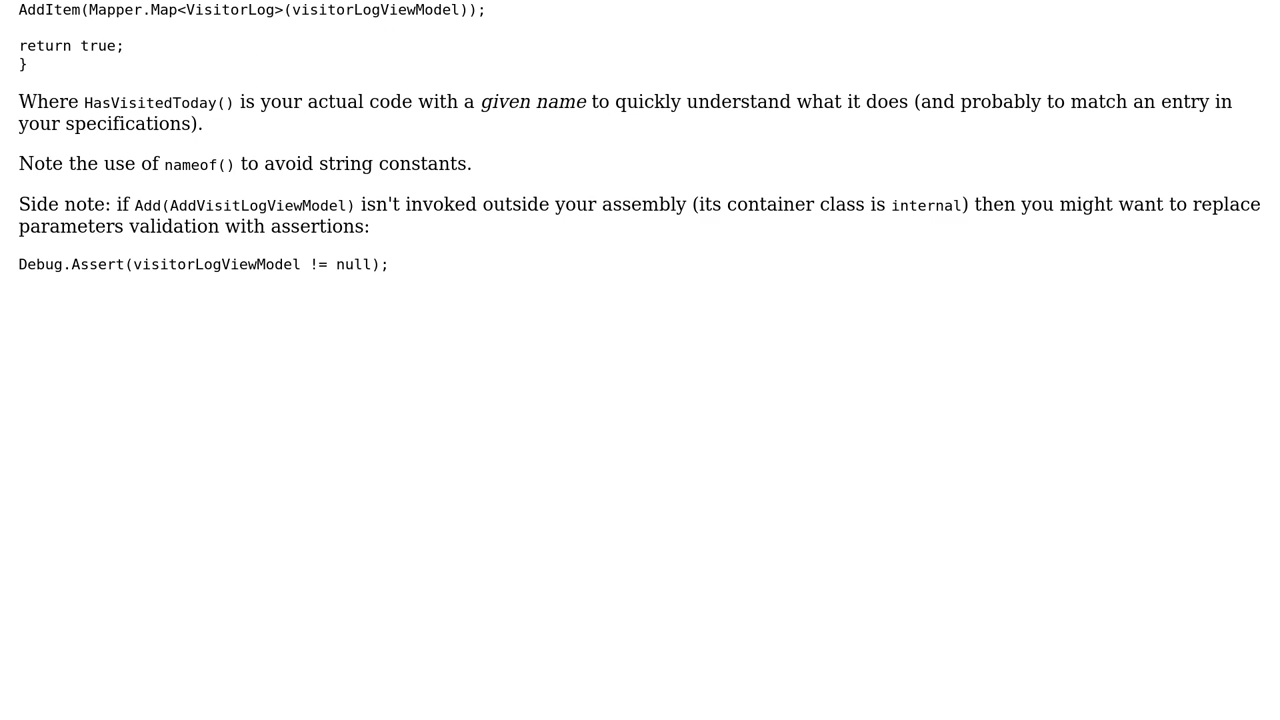 AddItem(Mapper.Map<VisitorLog>(visitorLogViewModel));
return true;
}
Where HasVisitedToday() is your actual code with a given name to quickly understand what it does (and probably to match an entry in
your specifications).
Note the use of nameof() to avoid string constants.
Side note: if Add(AddVisitLogViewModel) isn't invoked outside your assembly (its container class is internal) then you might want to replace
parameters validation with assertions:
Debug.Assert(visitorLogViewModel != null);